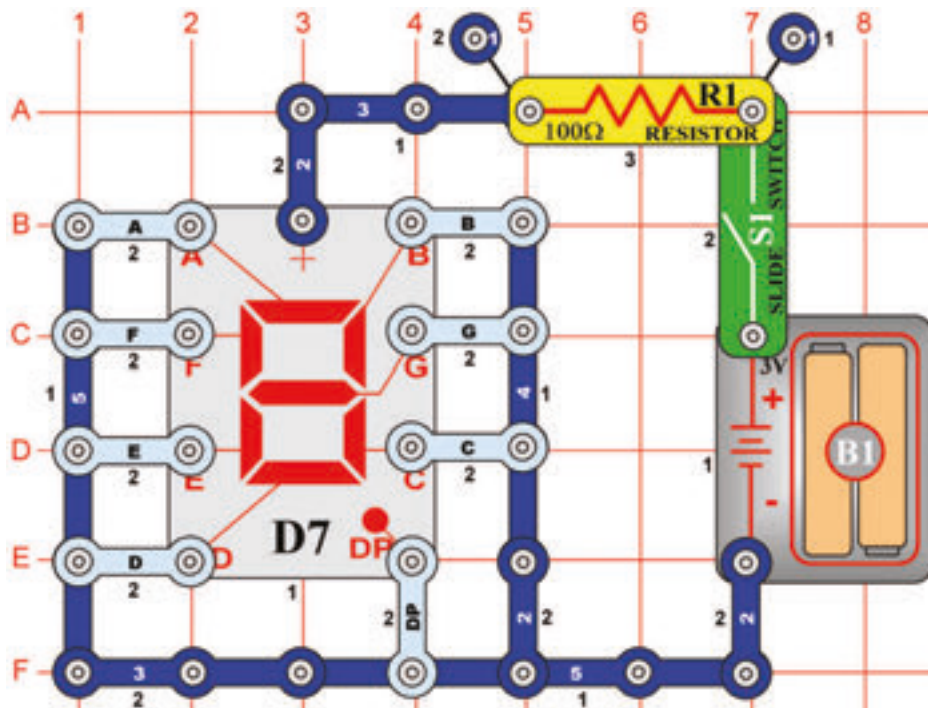 1 2 3 4 5 6 7 8
2 1 1 1
A 3 R1
100Ω RESISTOR
1 3
2 2
B A B B
2 A + B 2
2 S1 SLIDE SWITCH
C F G
2 F G 2
3V
1 5 4 1
+
D E C
2 E C 2
1 B1
-
D7 DP
E D D
2 1 2 DP 2 2 2 2
F 3 5
2 1